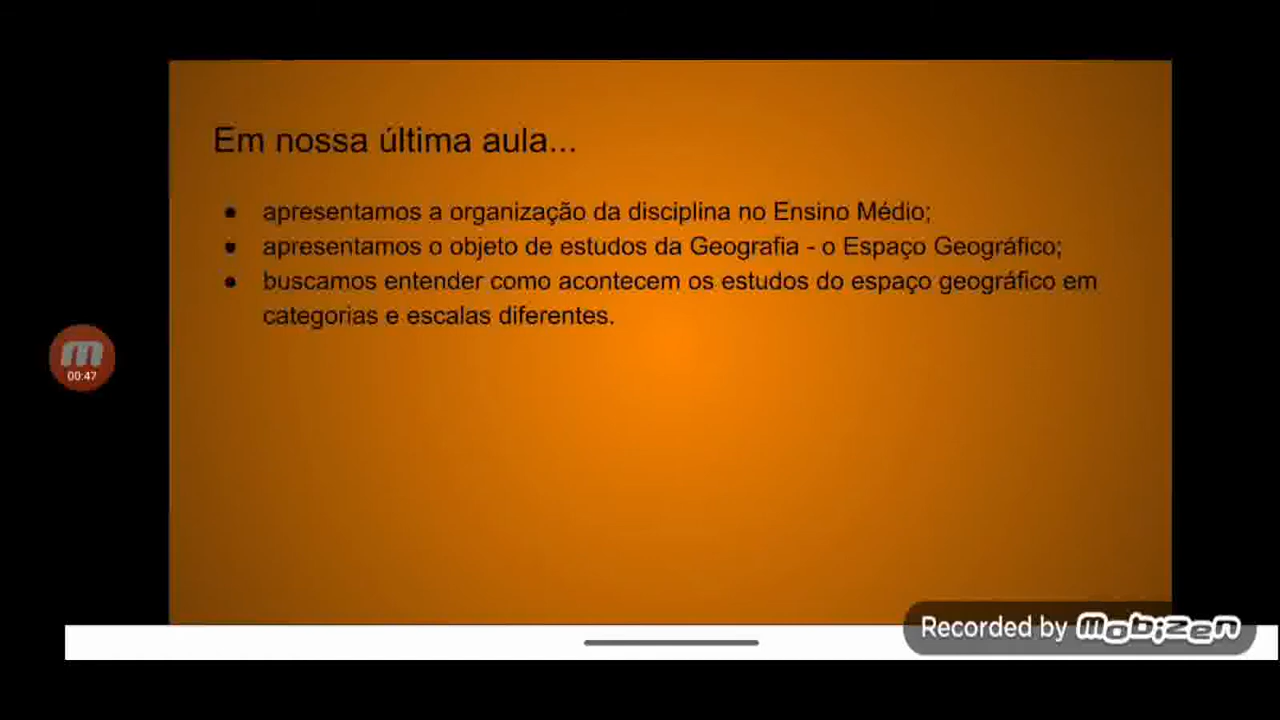 Em nossa última aula...
● apresentamos a organização da disciplina no Ensino Médio;
● apresentamos o objeto de estudos da Geografia - o Espaço Geográfico;
● buscamos entender como acontecem os estudos do espaço geográfico em
categorias e escalas diferentes.
m
00:47
Recorded by mobizen